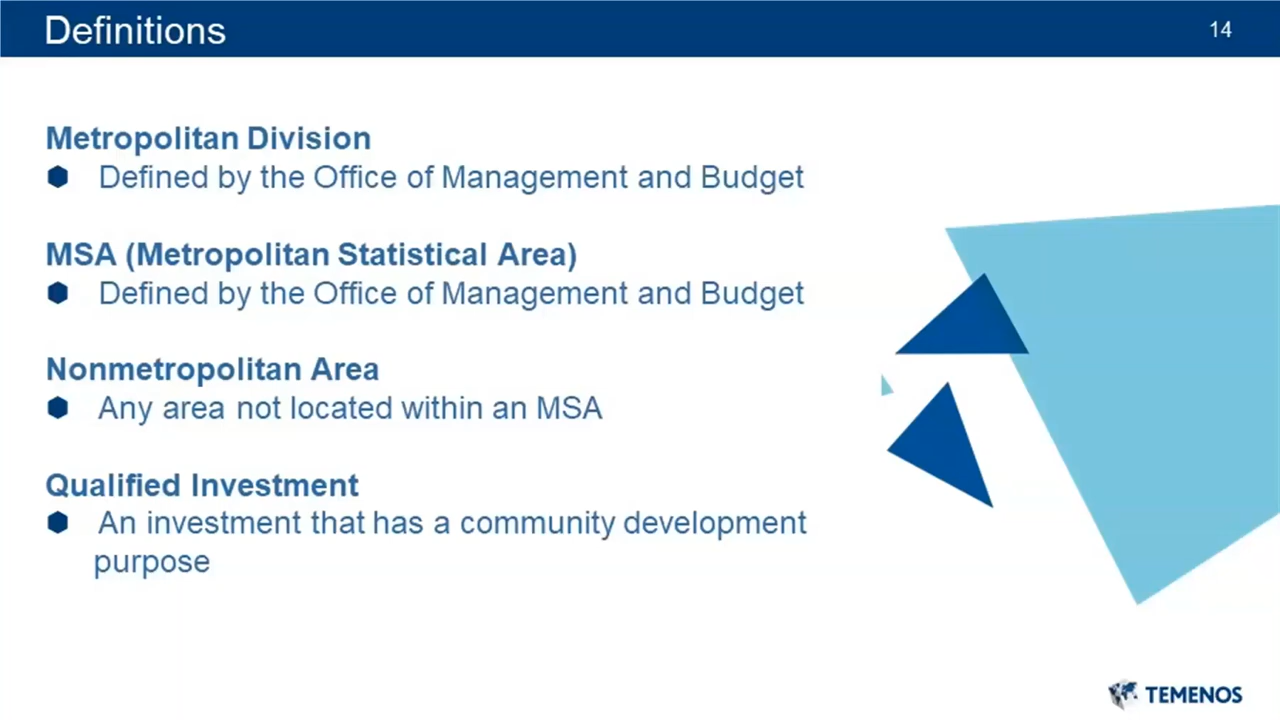 Definitions
14
Metropolitan Division
Defined by the Office of Management and Budget
MSA (Metropolitan Statistical Area)
Defined by the Office of Management and Budget
Nonmetropolitan Area
Any area not located within an MSA
Qualified Investment
An investment that has a community development
purpose
TEMENOS